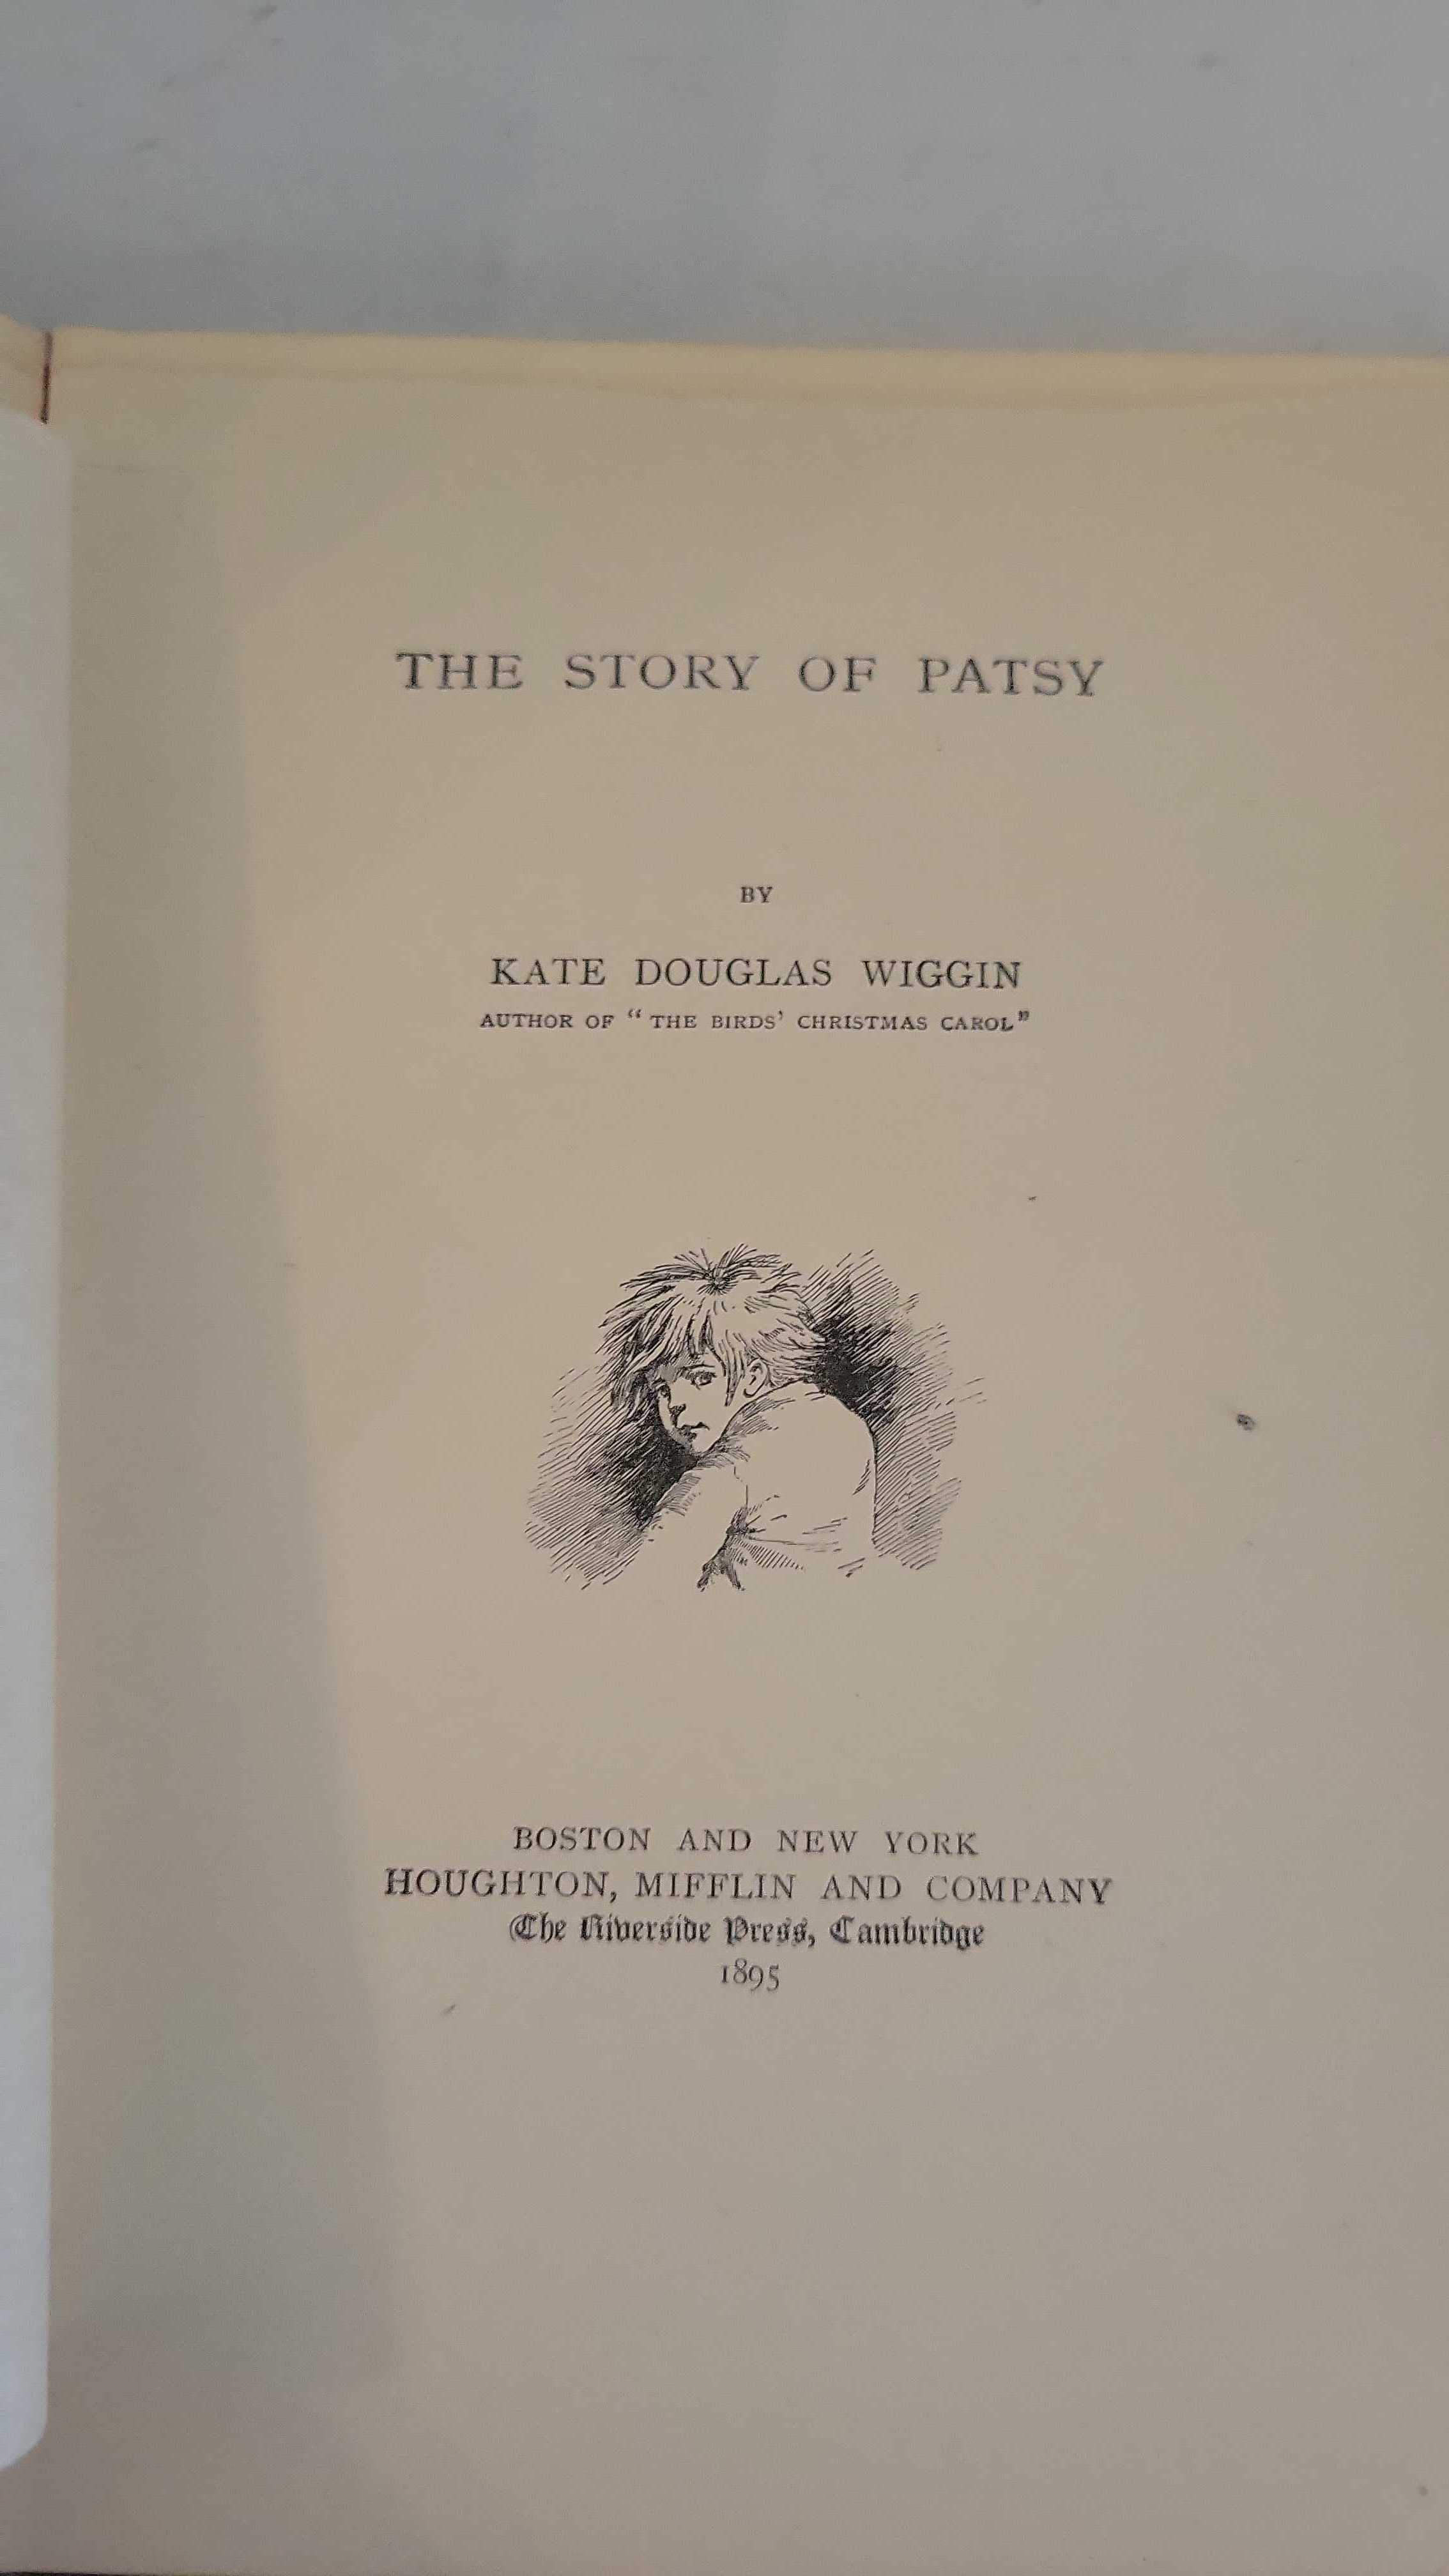 THE STORY OF PATSY
BY
KATE DOUGLAS WIGGIN
AUTHOR OF “THE BIRDS’ CHRISTMAS CAROL”
BOSTON AND NEW YORK
HOUGHTON, MIFFLIN AND COMPANY
The Riverside Press, Cambridge
1895